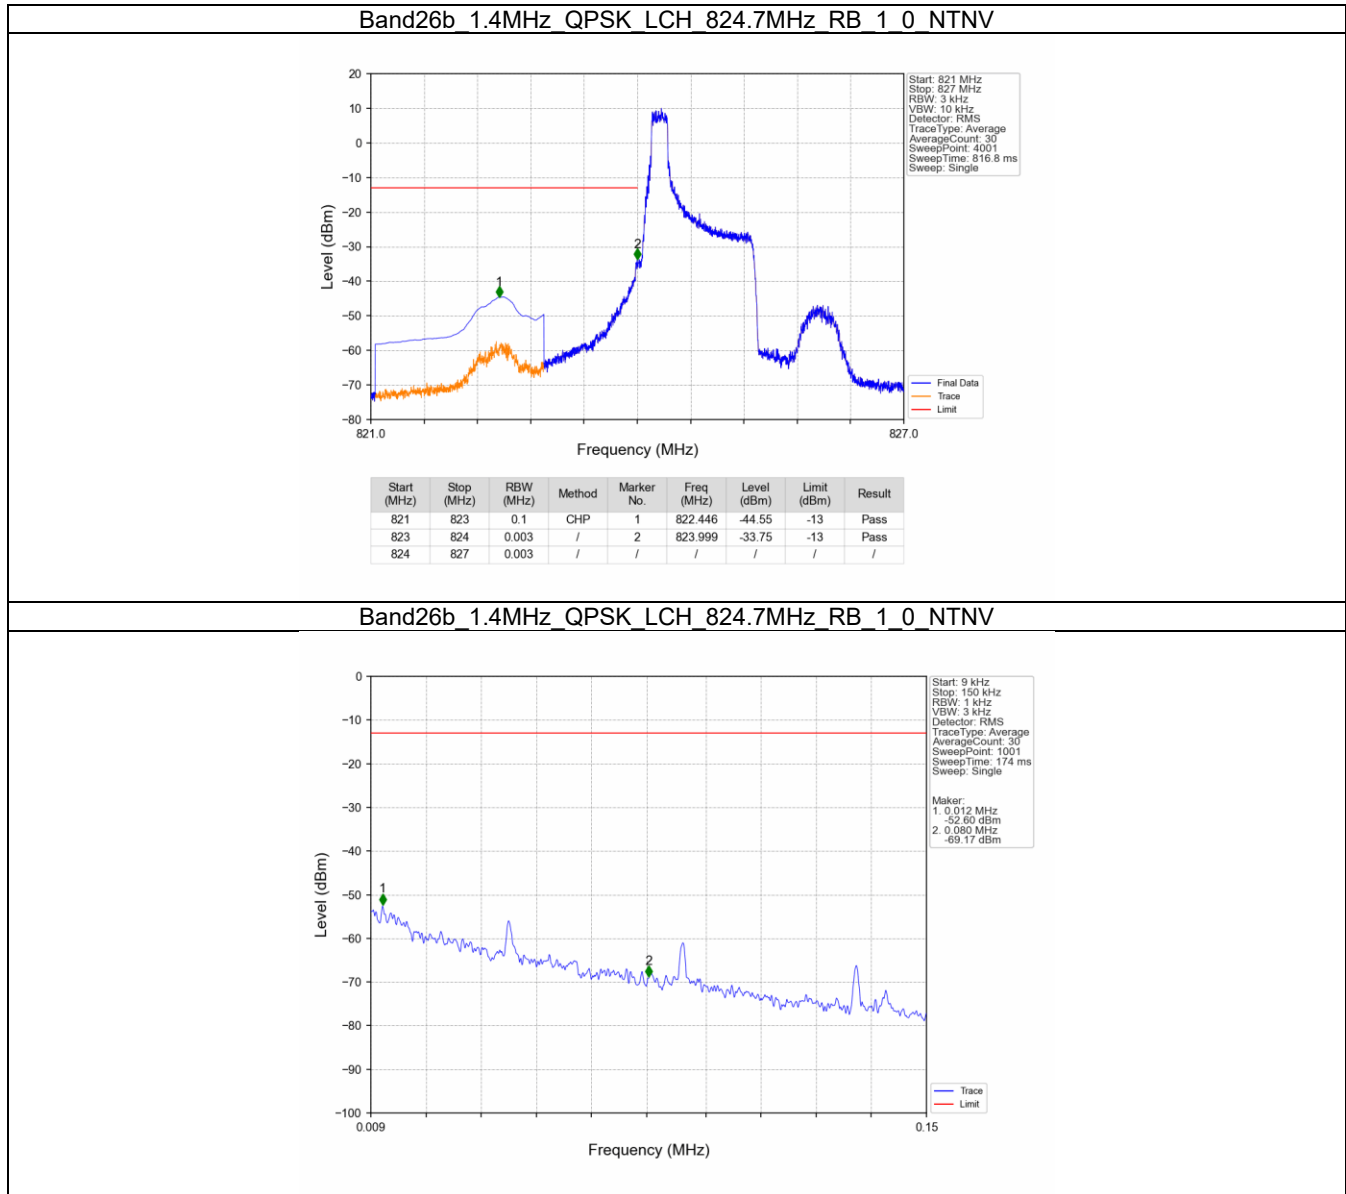 Band26b_1.4MHz_QPSK_LCH_824.7MHz_RB_1_0_NTNV
20
10
0
−10
−20
−30
−40
−50
−60
−70
−80
Level (dBm)
1
2
821.0
827.0
Frequency (MHz)
Start: 821 MHz
Stop: 827 MHz
RBW: 3 kHz
VBW: 10 kHz
Detector: RMS
TraceType: Average
AverageCount: 30
SweepPoint: 4001
SweepTime: 816.8 ms
Sweep: Single
Final Data
Trace
Limit
Start (MHz) Stop (MHz) RBW (MHz) Method Marker No. Freq (MHz) Level (dBm) Limit (dBm) Result
821 823 0.1 CHP 1 822.446 -44.55 -13 Pass
823 824 0.003 / 2 823.999 -33.75 -13 Pass
824 827 0.003 / / / / / /
Band26b_1.4MHz_QPSK_LCH_824.7MHz_RB_1_0_NTNV
0
−10
−20
−30
−40
−50
−60
−70
−80
−90
−100
Level (dBm)
1
2
0.009
0.15
Frequency (MHz)
Start: 9 kHz
Stop: 150 kHz
RBW: 1 kHz
VBW: 3 kHz
Detector: RMS
TraceType: Average
AverageCount: 30
SweepPoint: 1001
SweepTime: 174 ms
Sweep: Single
Maker:
1. 0.012 MHz
-52.60 dBm
2. 0.080 MHz
-69.17 dBm
Trace
Limit